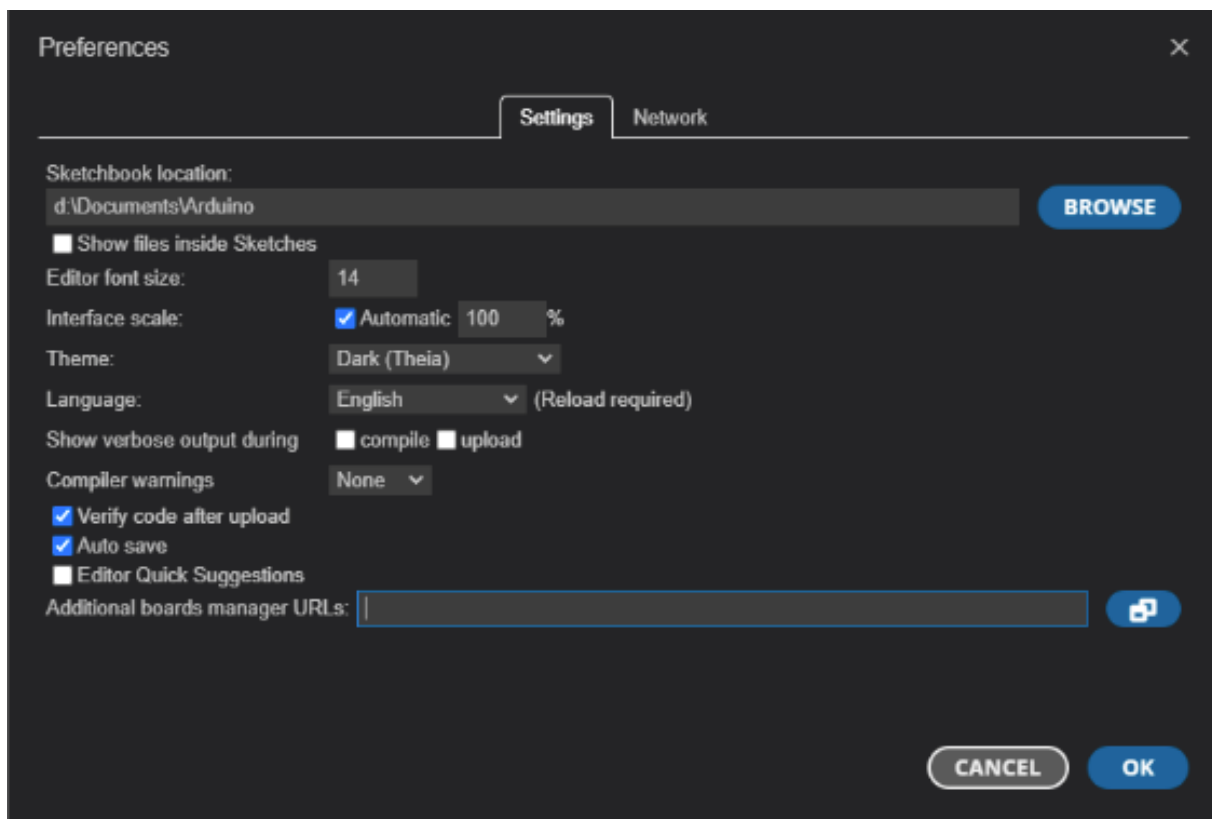 Preferences
Settings Network
Sketchbook location:
d:\Documents\Arduino BROWSE
Show files inside Sketches
Editor font size: 14
Interface scale: Automatic 100 %
Theme: Dark (Theia)
Language: English (Reload required)
Show verbose output during compile upload
Compiler warnings None
Verify code after upload
Auto save
Editor Quick Suggestions
Additional boards manager URLs:
CANCEL OK